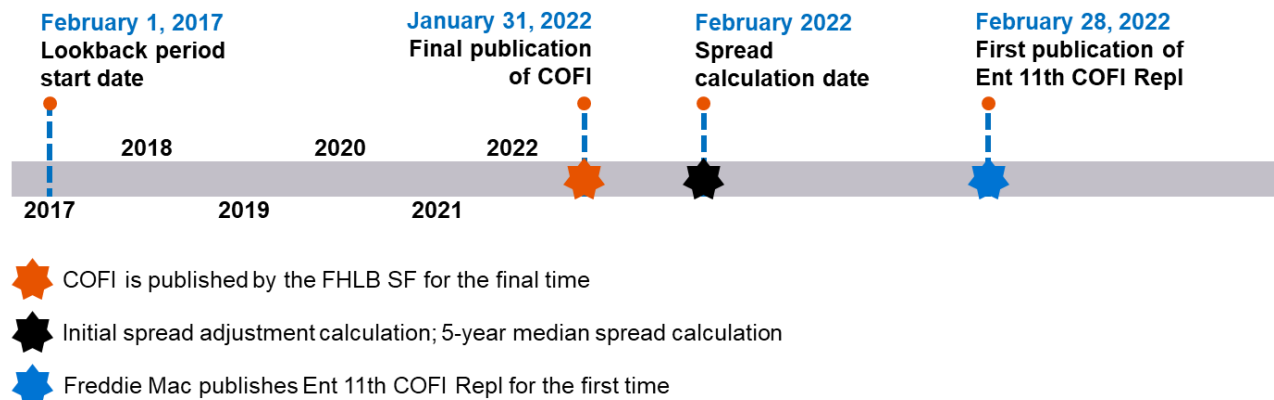 February 1, 2017
Lookback period
start date
January 31, 2022
Final publication
of COFI
February 2022
Spread
calculation date
February 28, 2022
First publication of
Ent 11th COFI Repl
2018
2020
2022
2017
2019
2021
COFI is published by the FHLB SF for the final time
Initial spread adjustment calculation; 5-year median spread calculation
Freddie Mac publishes Ent 11th COFI Repl for the first time